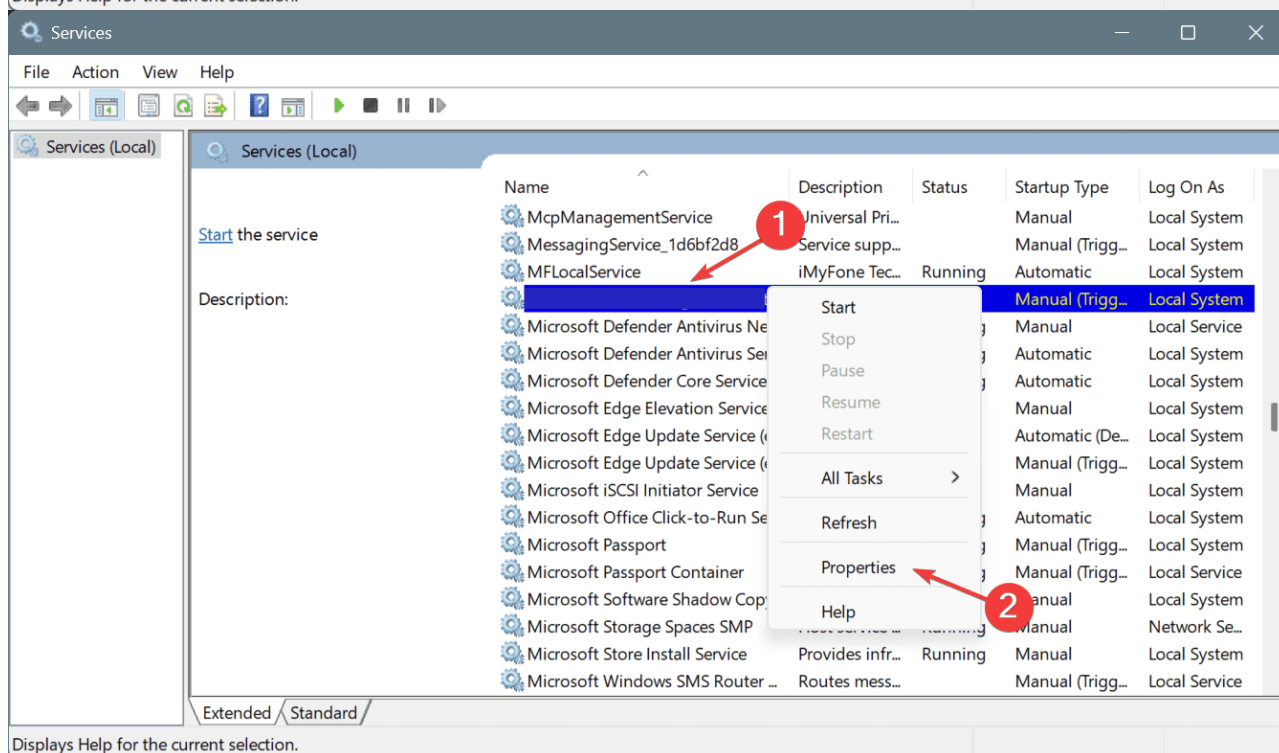 Displays Help for the current selection.
Services
File Action View Help
Services (Local)
Services (Local)
Start the service
Description:
Name Description Status Startup Type Log On As
McpManagementService Universal Pri... Manual Local System
MessagingService_1d6bf2d8 Service supp... Manual (Trigg... Local System
MFLocalService iMyFone Tec... Running Automatic Local System
Manual (Trigg... Local System
Microsoft Defender Antivirus Ne Manual Local Service
Microsoft Defender Antivirus Ser Automatic Local System
Microsoft Defender Core Service Automatic Local System
Microsoft Edge Elevation Service Manual Local System
Microsoft Edge Update Service (e Automatic (De... Local System
Microsoft Edge Update Service (e Manual (Trigg... Local System
Microsoft iSCSI Initiator Service Manual Local System
Microsoft Office Click-to-Run Se Automatic Local System
Microsoft Passport Manual (Trigg... Local System
Microsoft Passport Container Manual (Trigg... Local Service
Microsoft Software Shadow Cop Manual Local System
Microsoft Storage Spaces SMP Manual Network Se...
Microsoft Store Install Service Provides infr... Running Manual Local System
Microsoft Windows SMS Router ... Routes mess... Manual (Trigg... Local Service
1
Start
Stop
Pause
Resume
Restart
All Tasks
Refresh
Properties
2
Help
Extended Standard
Displays Help for the current selection.